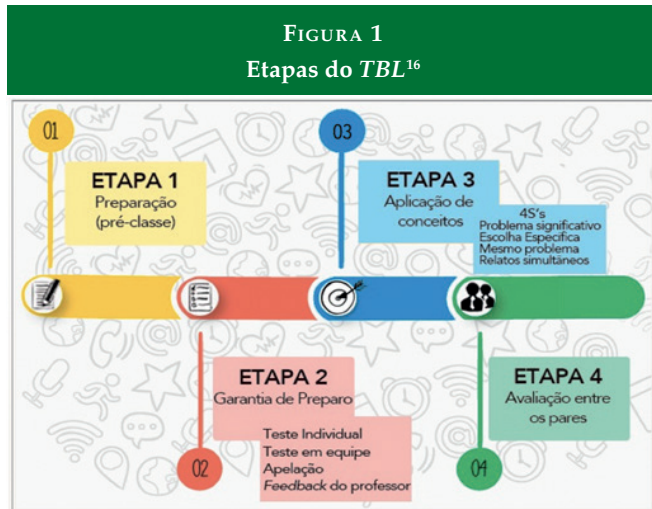 FIGURA 1
Etapas do TBL16
01
ETAPA 1
Preparação
(pré-classe)
02
ETAPA 2
Garantia de Preparo
Teste Individual
Teste em equipe
Apelação
Feedback do professor
03
ETAPA 3
Aplicação de
conceitos
4S's
Problema significativo
Escolha Específica
Mesmo problema
Relatos simultâneos
04
ETAPA 4
Avaliação entre
os pares